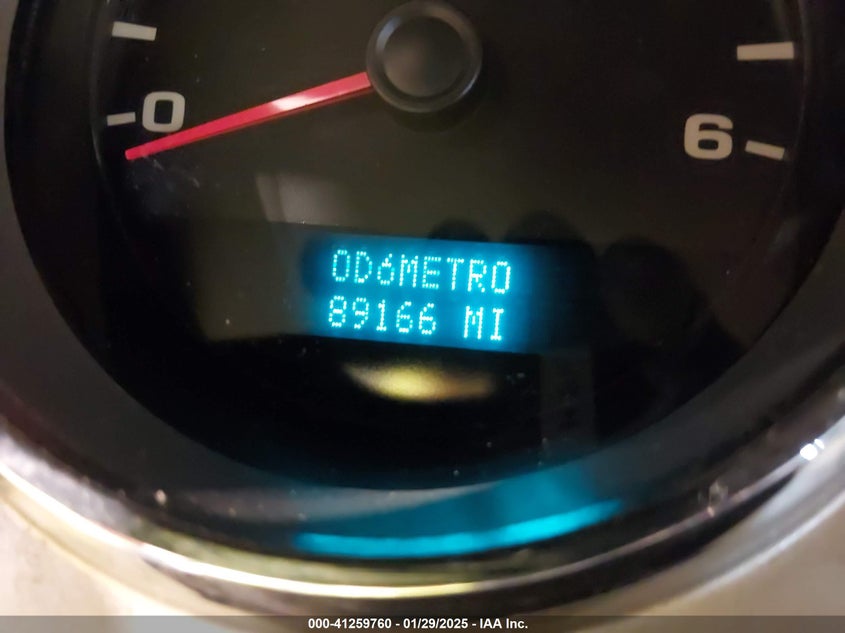 0
6
ODóMETRO
89166 MI
000-41259760 - 01/29/2025 - IAA Inc.